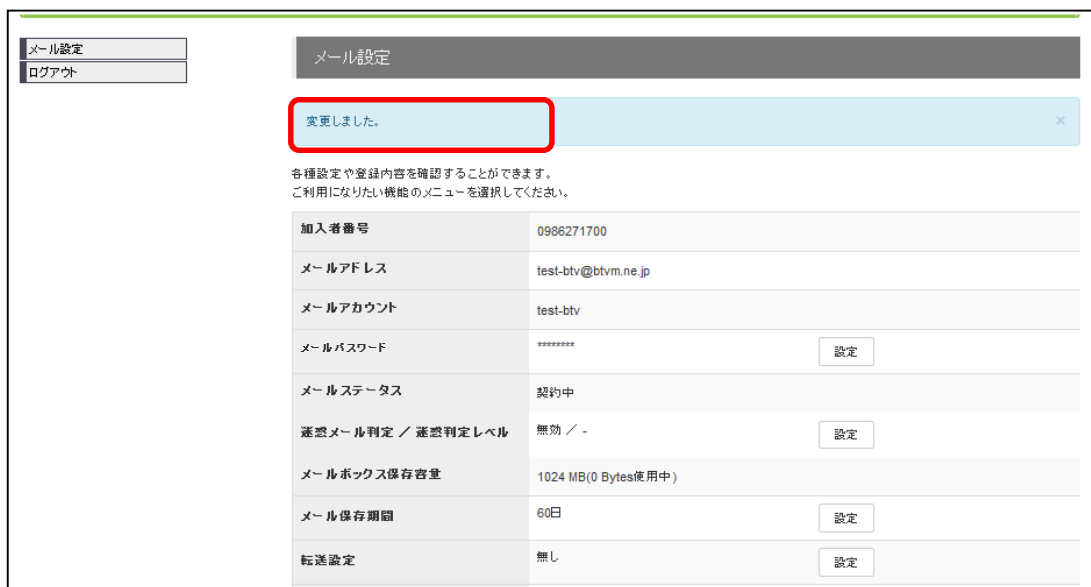 メール設定
ログアウト
メール設定
変更しました。
×
各種設定や登録内容を確認することができます。
ご利用になりたい機能のメニューを選択してください。
加入者番号 0986271700
メールアドレス test-btv@btvm.ne.jp
メールアカウント test-btv
メールパスワード ******** 設定
メールステータス 契約中
迷惑メール判定 ／ 迷惑判定レベル 無効 ／ - 設定
メールボックス保存容量 1024 MB(0 Bytes使用中)
メール保存期間 60日 設定
転送設定 無し 設定